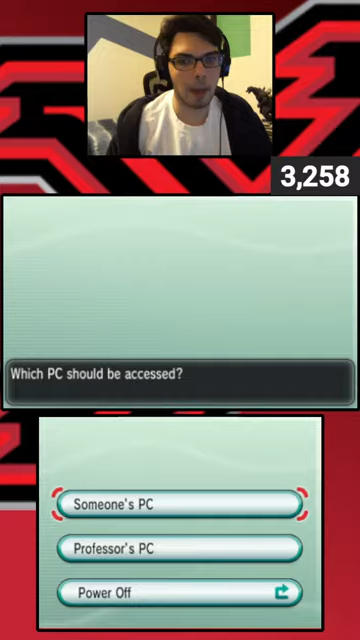 3,258
Which PC should be accessed?
Someone's PC
Professor's PC
Power Off